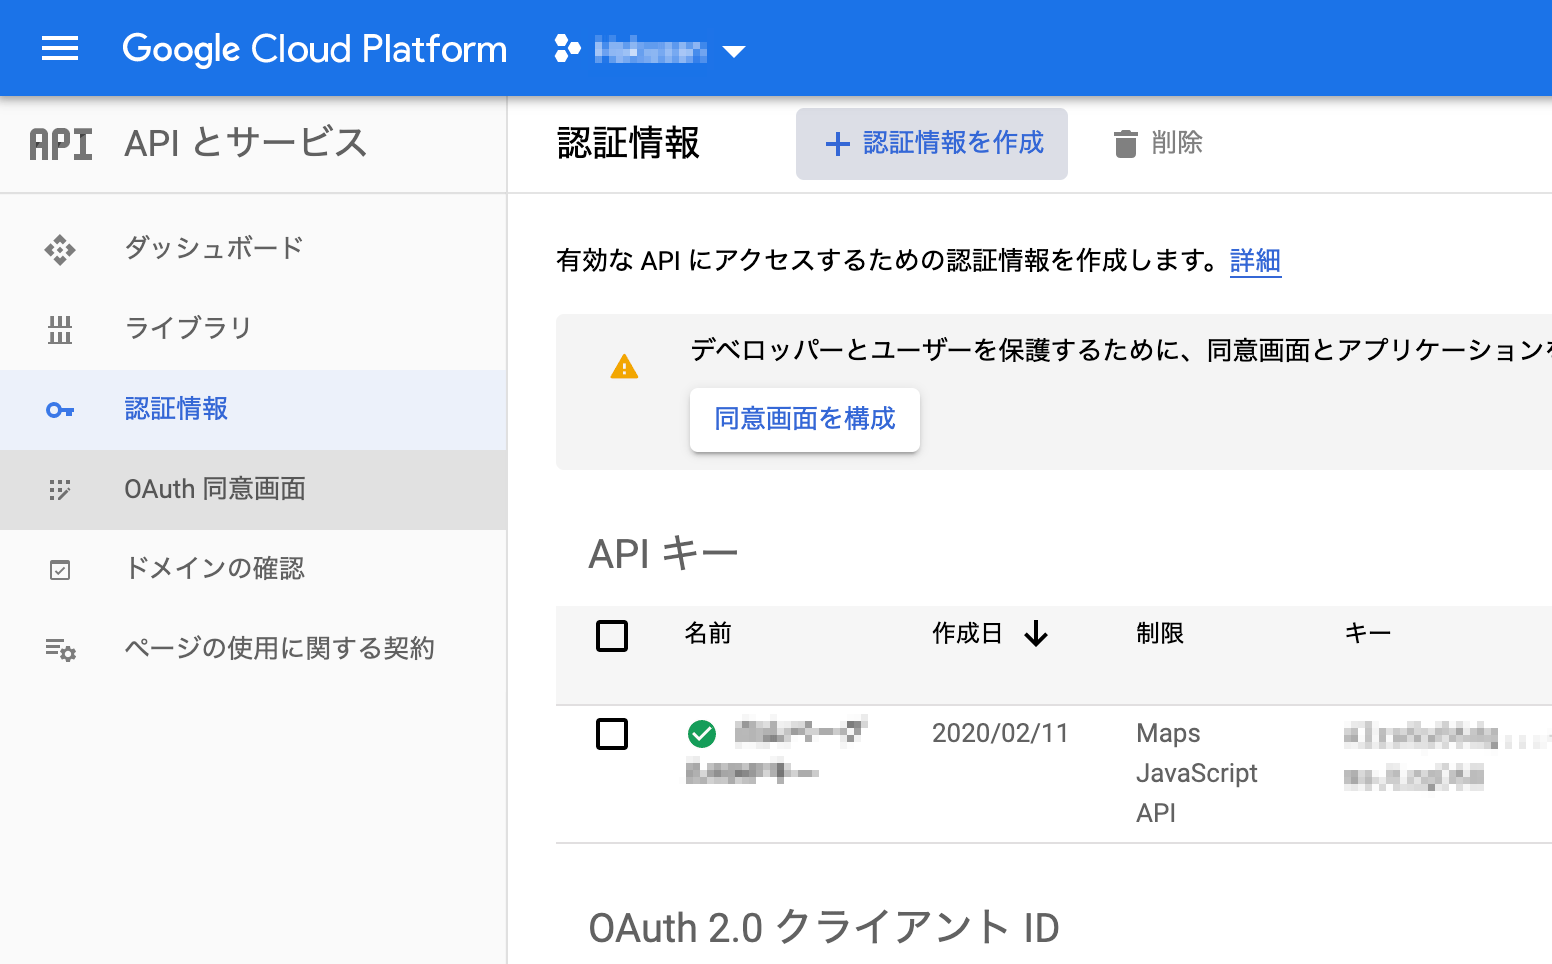 Google Cloud Platform
API API とサービス
認証情報
認証情報を作成
削除
ダッシュボード
ライブラリ
認証情報
OAuth 同意画面
ドメインの確認
ページの使用に関する契約
有効な API にアクセスするための認証情報を作成します。詳細
デベロッパーとユーザーを保護するために、同意画面とアプリケーション
同意画面を構成
API キー
名前 作成日 制限 キー
2020/02/11 Maps
JavaScript
API
OAuth 2.0 クライアント ID